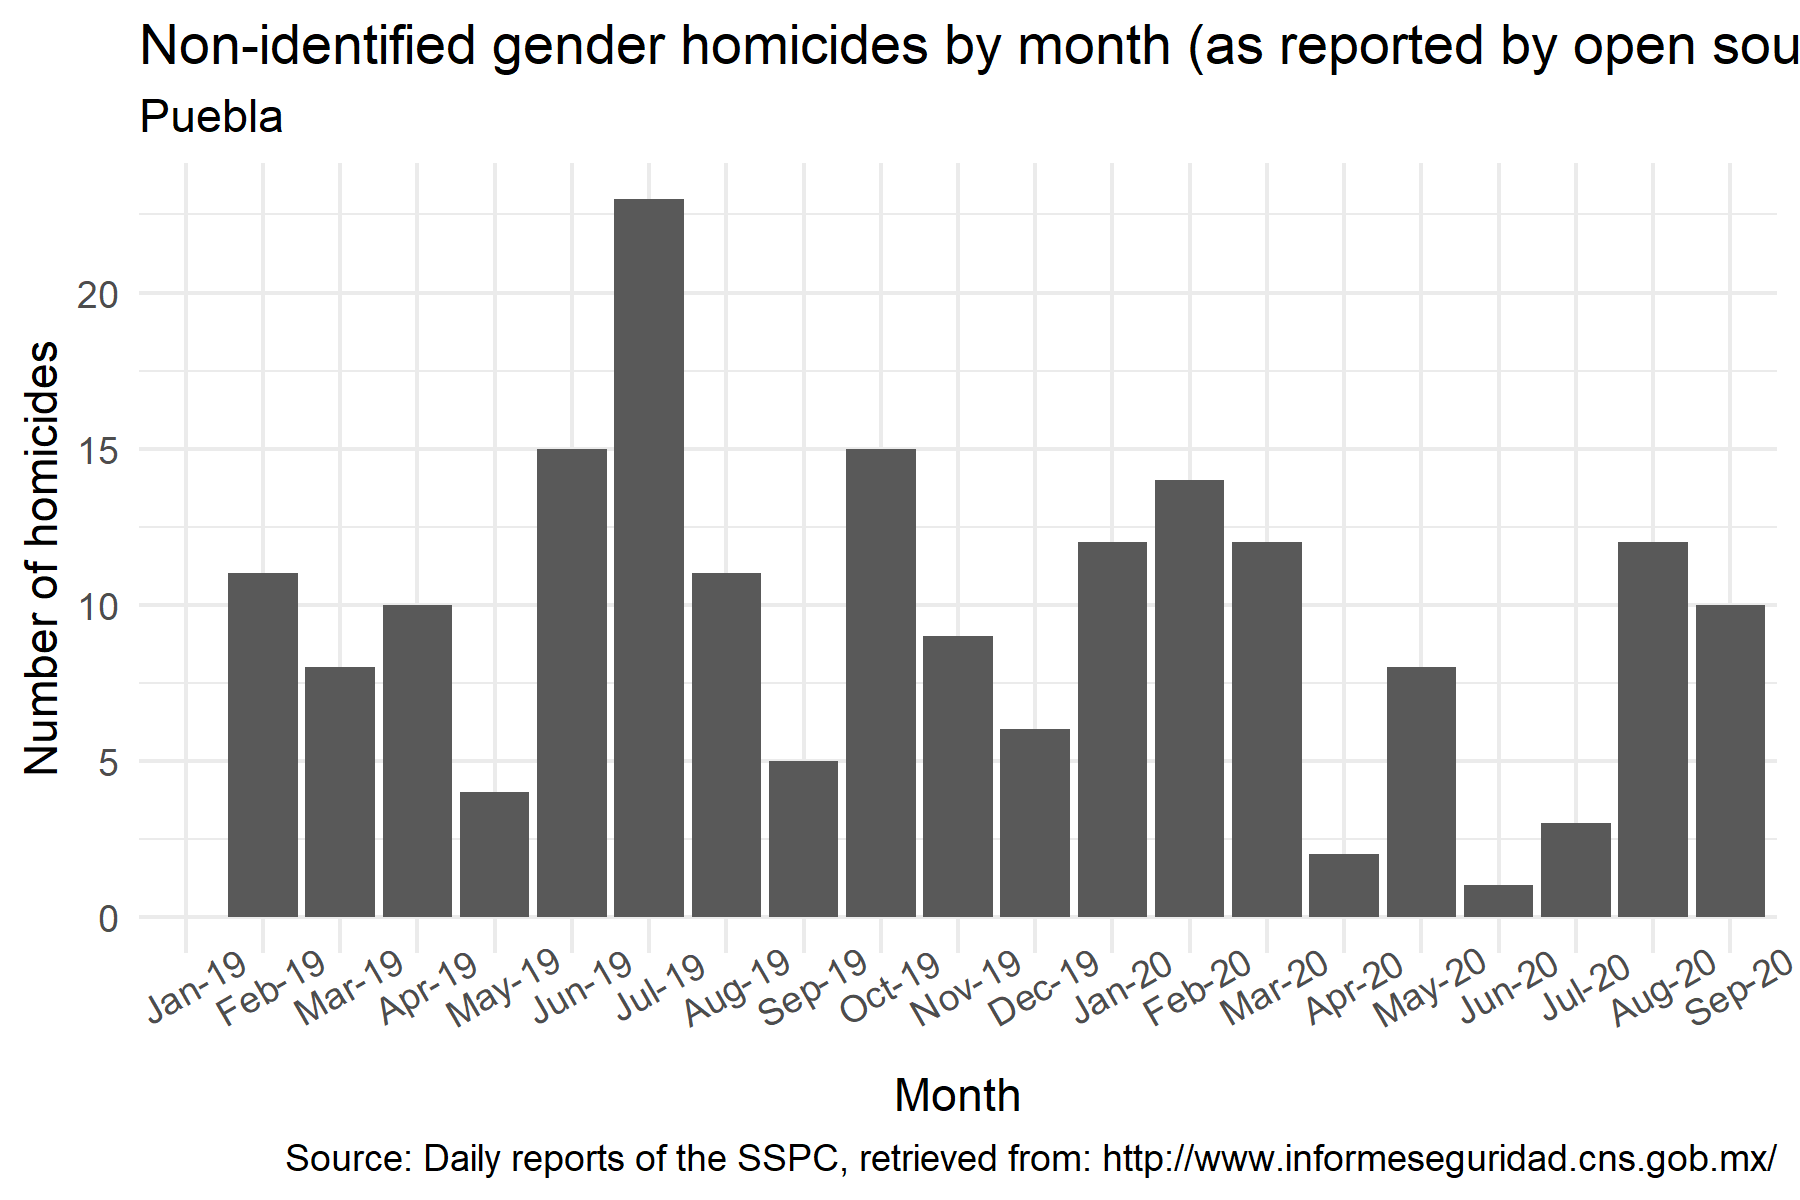 Non-identified gender homicides by month (as reported by open sou
Puebla
Number of homicides
20
15
10
5
0
Jan-19 Feb-19 Mar-19 Apr-19 May-19 Jun-19 Jul-19 Aug-19 Sep-19 Oct-19 Nov-19 Dec-19 Jan-20 Feb-20 Mar-20 Apr-20 May-20 Jun-20 Jul-20 Aug-20 Sep-20
Month
Source: Daily reports of the SSPC, retrieved from: http://www.informeseguridad.cns.gob.mx/